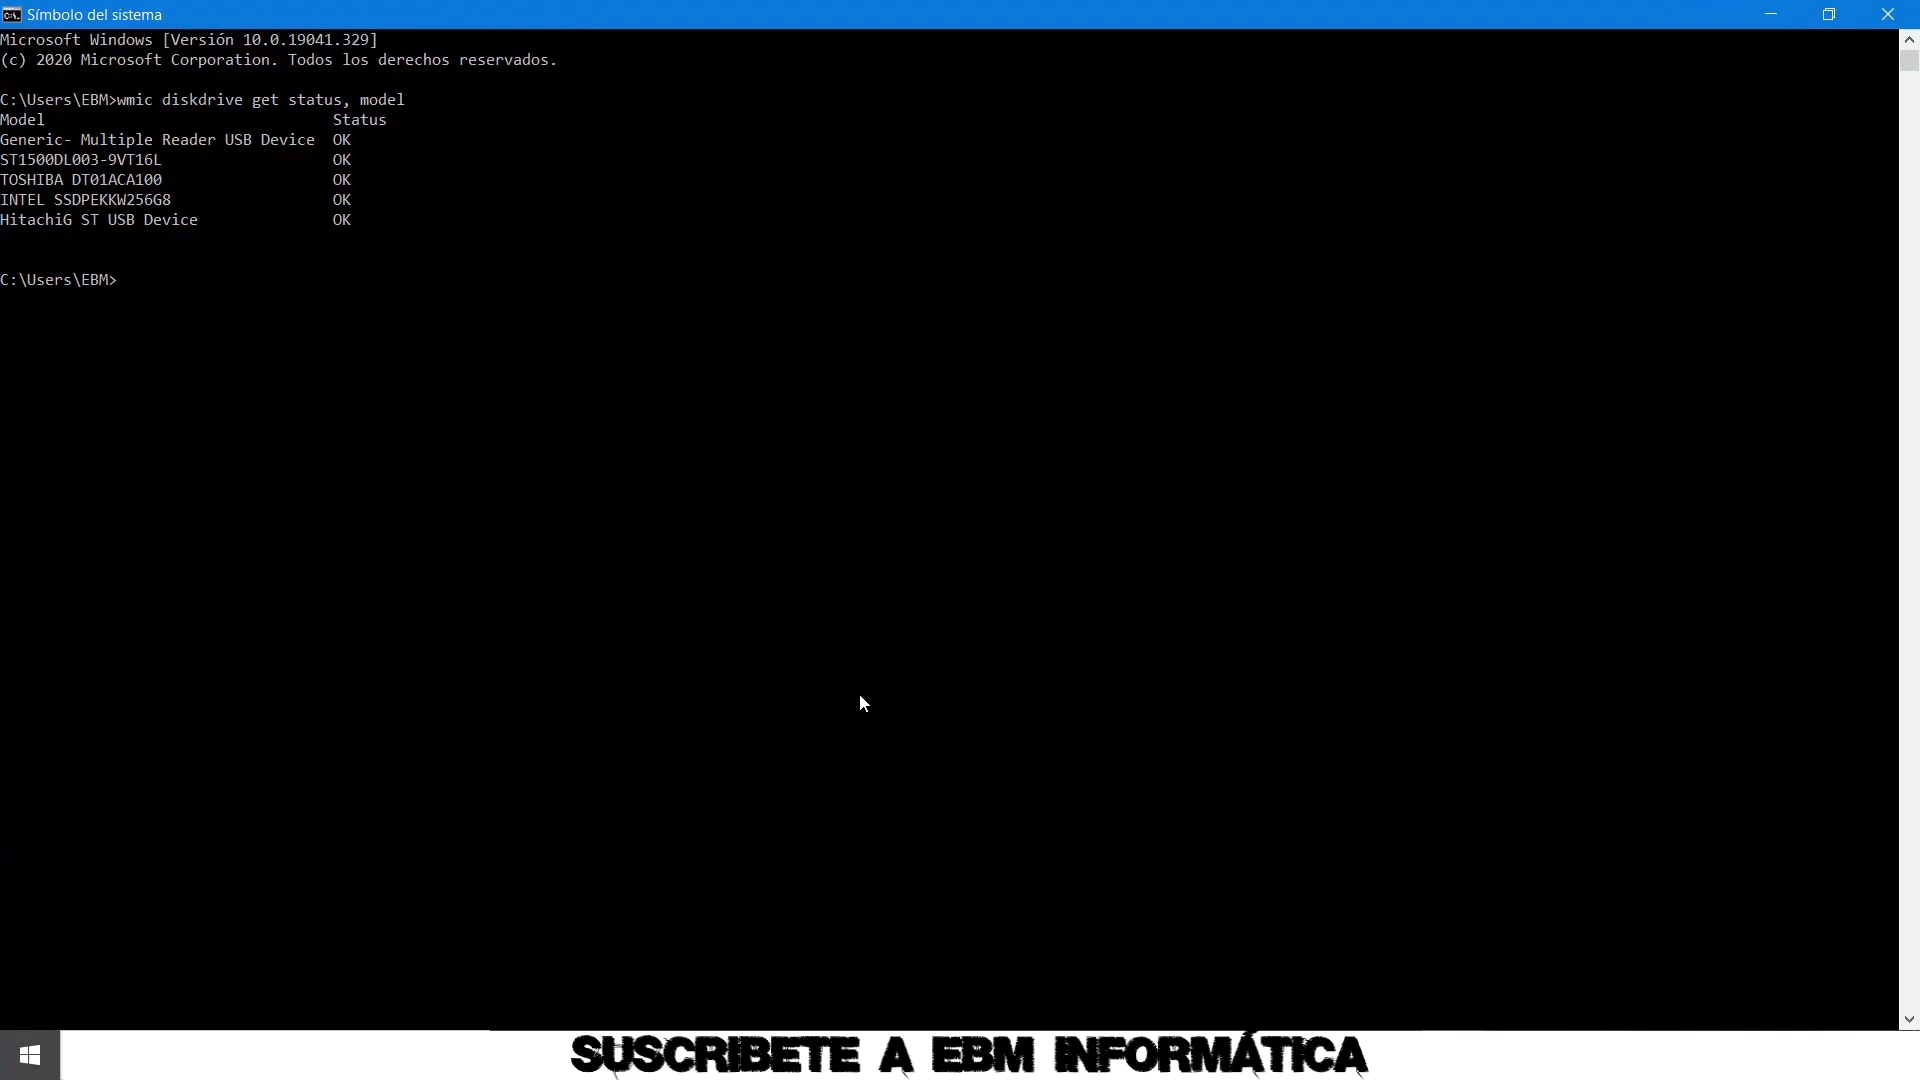 Símbolo del sistema
Microsoft Windows [Versión 10.0.19041.329]
(c) 2020 Microsoft Corporation. Todos los derechos reservados.
C:\Users\EBM>wmic diskdrive get status, model
Model Status
Generic- Multiple Reader USB Device OK
ST1500DL003-9VT16L OK
TOSHIBA DT01ACA100 OK
INTEL SSDPEKKW256G8 OK
HitachiG ST USB Device OK
C:\Users\EBM>
SUSCRIBETE A EBM INFORMÁTICA